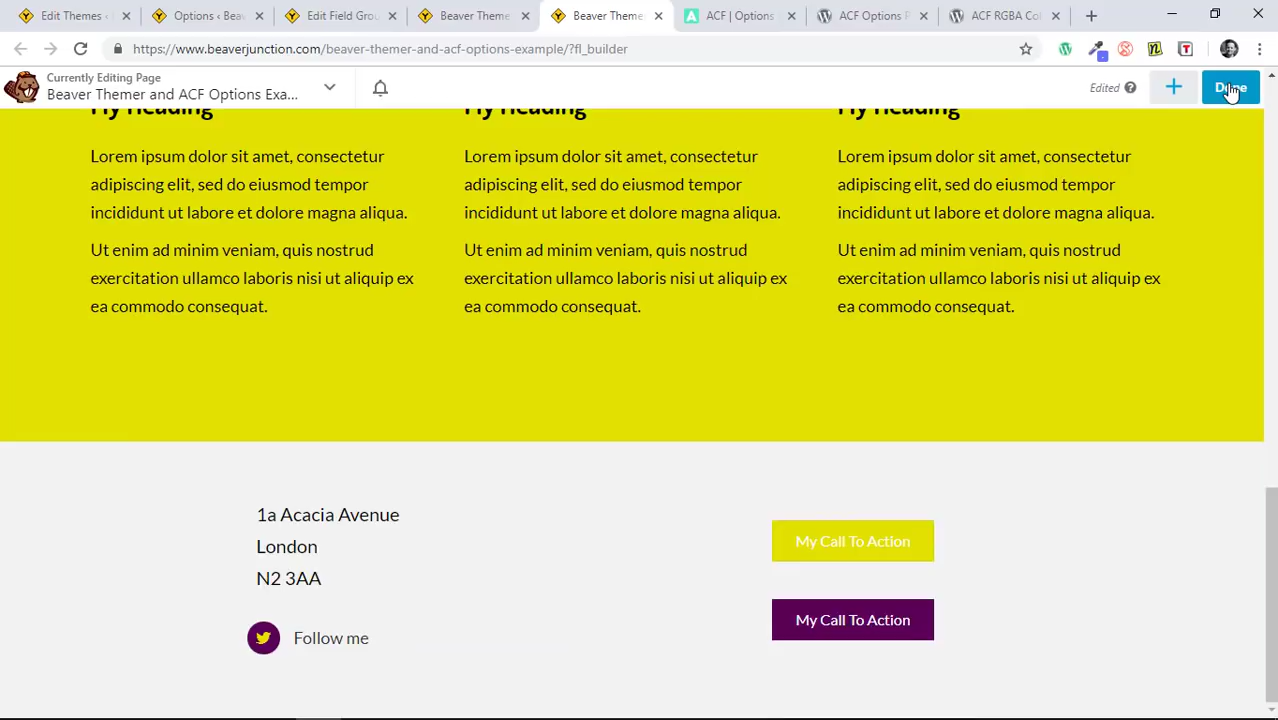 Edit Themes ‹
Options ‹ Bea
Edit Field Grou
Beaver Theme
Beaver Theme
ACF | Options
ACF Options P
ACF RGBA Col
https://www.beaverjunction.com/beaver-themer-and-acf-options-example/?fl_builder
Currently Editing Page
Beaver Themer and ACF Options Exa...
Edited
Done
My Heading My Heading My Heading
Lorem ipsum dolor sit amet, consectetur
adipiscing elit, sed do eiusmod tempor
incididunt ut labore et dolore magna aliqua.
Ut enim ad minim veniam, quis nostrud
exercitation ullamco laboris nisi ut aliquip ex
ea commodo consequat.
Lorem ipsum dolor sit amet, consectetur
adipiscing elit, sed do eiusmod tempor
incididunt ut labore et dolore magna aliqua.
Ut enim ad minim veniam, quis nostrud
exercitation ullamco laboris nisi ut aliquip ex
ea commodo consequat.
Lorem ipsum dolor sit amet, consectetur
adipiscing elit, sed do eiusmod tempor
incididunt ut labore et dolore magna aliqua.
Ut enim ad minim veniam, quis nostrud
exercitation ullamco laboris nisi ut aliquip ex
ea commodo consequat.
1a Acacia Avenue
London
N2 3AA
Follow me
My Call To Action
My Call To Action